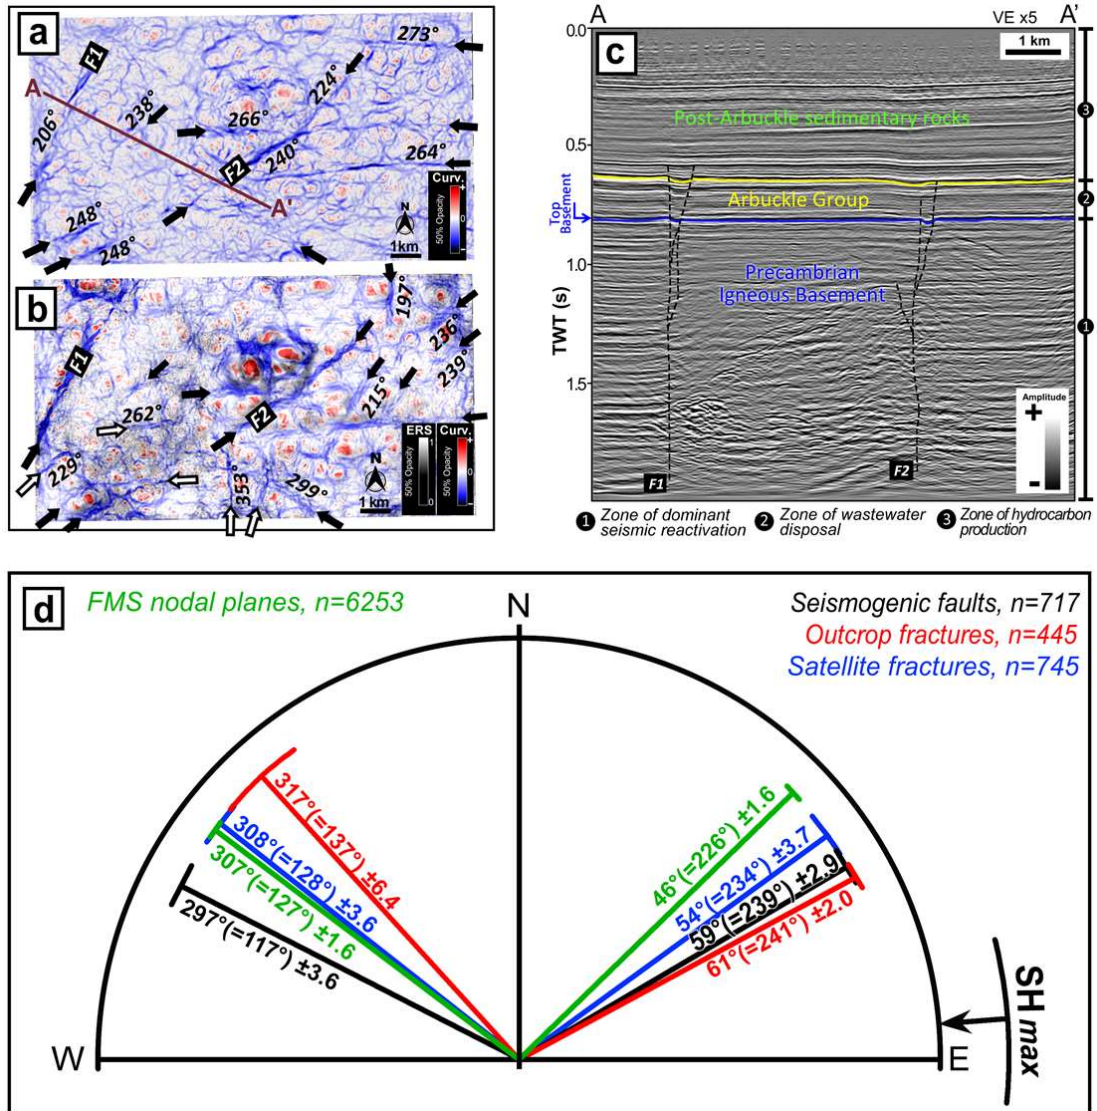 a
F1
273°
224°
A
238°
266°
206°
F2
240°
264°
A'
Curv.
+
0
-
50% Opacity
N
1km
248°
248°
b
197°
236°
F1
239°
262°
F2
215°
ERS
Curv.
1
0
+
0
-
50% Opacity
50% Opacity
229°
353°
299°
N
1 km
A
VE x5
A'
0.0
c
1 km
Post-Arbuckle sedimentary rocks
3
0.5
Arbuckle Group
2
Top
Basement
1.0
Precambrian
Igneous Basement
TWT (s)
1
1.5
Amplitude
+
-
F1
F2
1 Zone of dominant
seismic reactivation
2 Zone of wastewater
disposal
3 Zone of hydrocarbon
production
d
FMS nodal planes, n=6253
N
Seismogenic faults, n=717
Outcrop fractures, n=445
Satellite fractures, n=745
317°(=137°) ±6.4
308°(=128°) ±3.6
307°(=127°) ±1.6
297°(=117°) ±3.6
46°(=226°) ±1.6
54°(=234°) ±3.7
59°(=239°) ±2.9
61°(=241°) ±2.0
SHmax
W
E